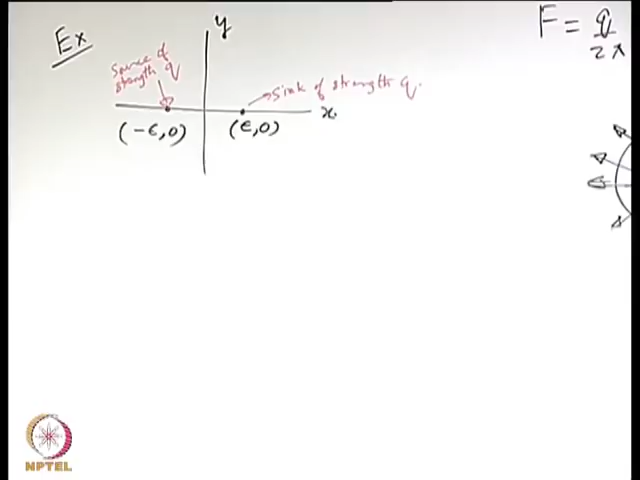 Ex
y
F = q
2π
Source of
strength q
Sink of strength q.
x
(-ε,0)
(ε,0)
NPTEL